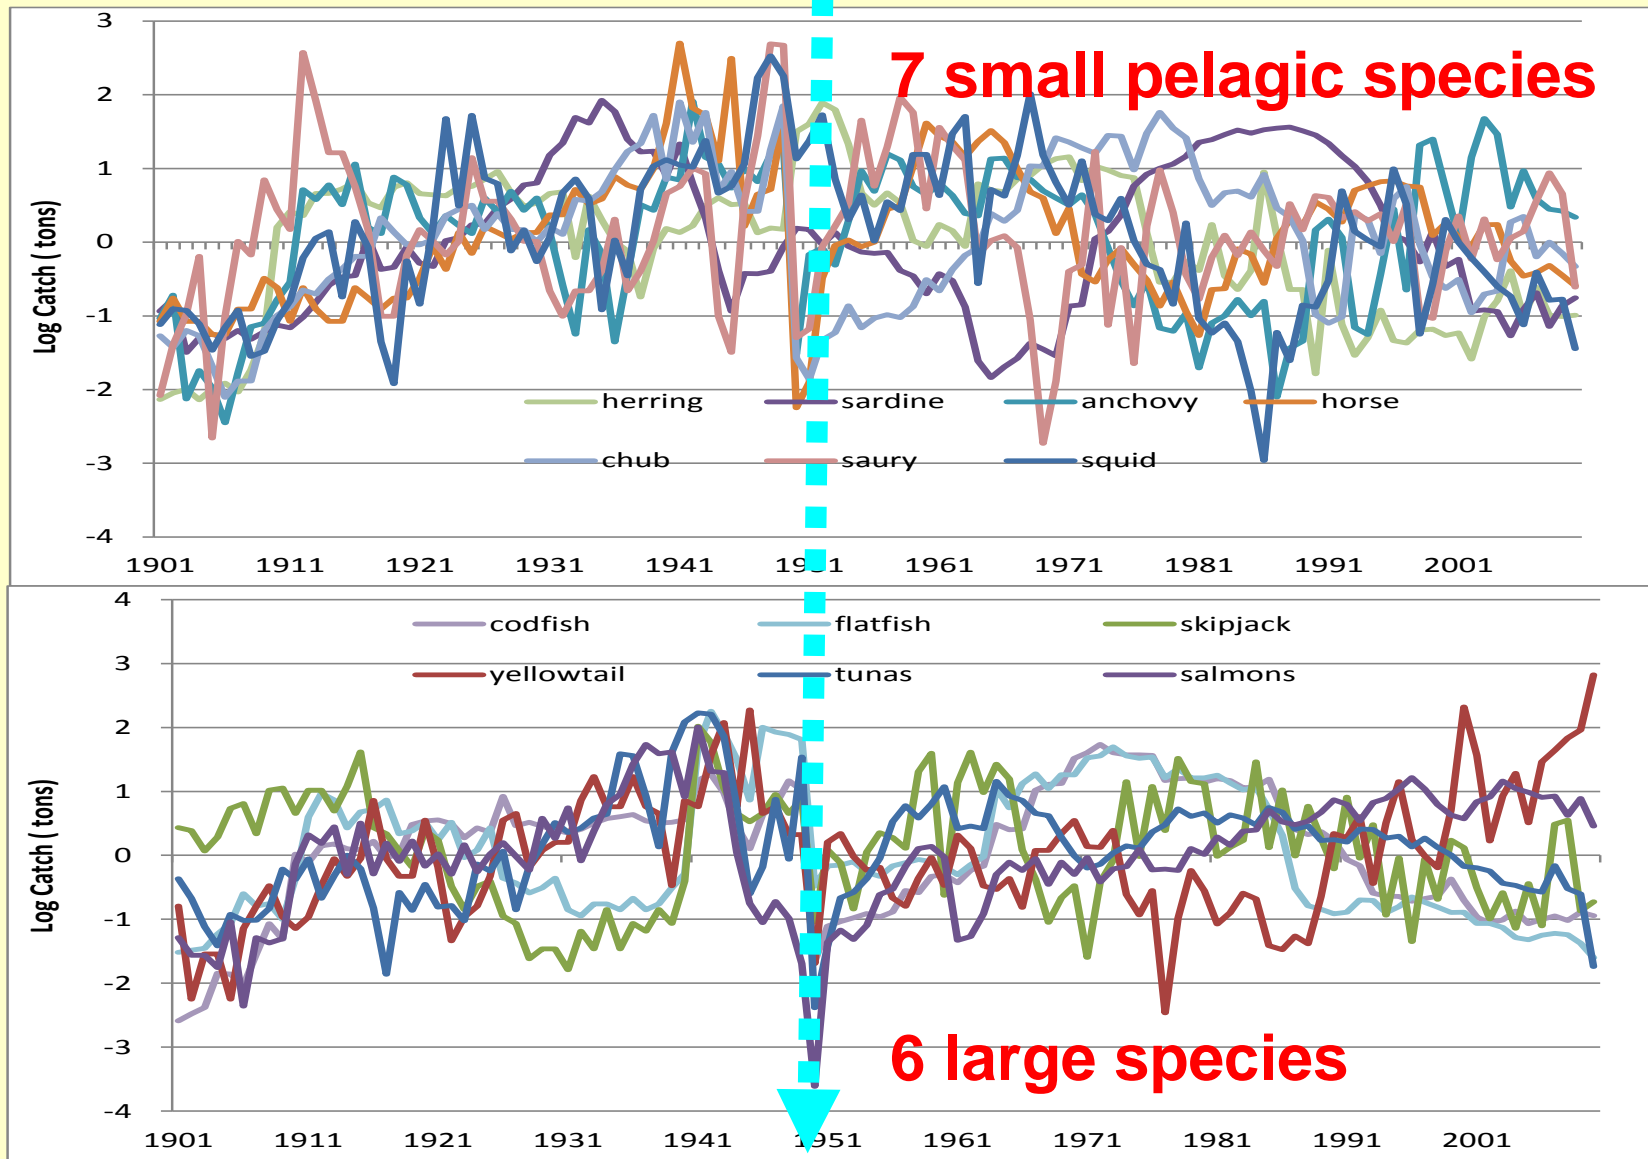 3
2
1
0
-1
-2
-3
-4
Log Catch ( tons)
7 small pelagic species
herring sardine anchovy horse
chub saury squid
1901 1911 1921 1931 1941 1951 1961 1971 1981 1991 2001
4
3
2
1
0
-1
-2
-3
-4
Log Catch ( tons)
codfish flatfish skipjack
yellowtail tunas salmons
6 large species
1901 1911 1921 1931 1941 1951 1961 1971 1981 1991 2001